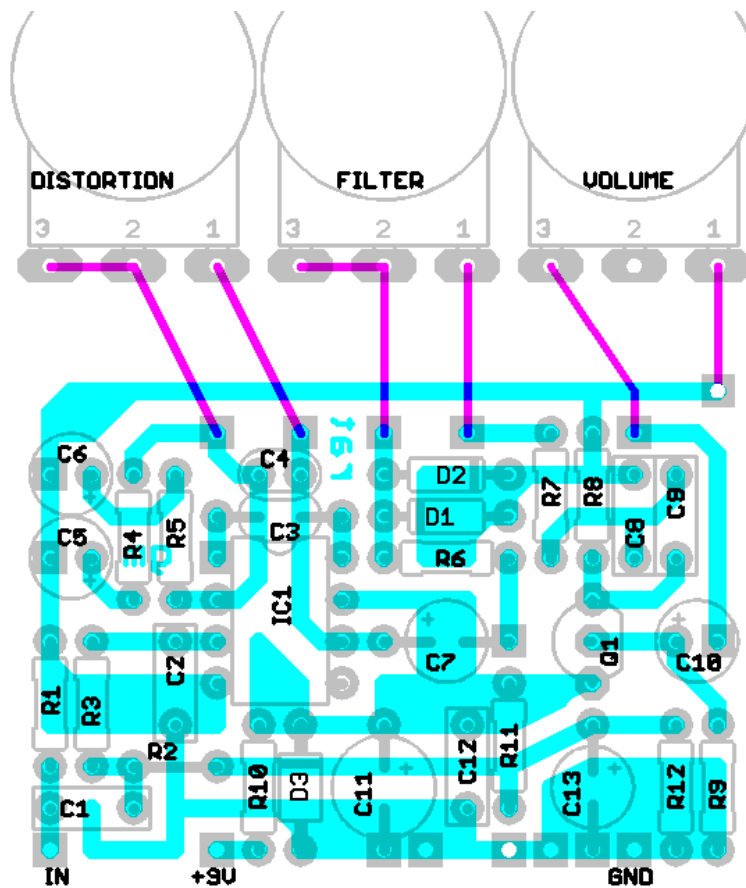 DISTORTION FILTER VOLUME
3 2 1 3 2 1 3 2 1
C6 C4 D2 R7 R8 C9
C5 R4 R5 C3 D1 C8
R6
IC1
R1 R3 C2 C7 Q1 C10
R2
C1 R10 D3 C11 C12 R11 C13 R12 R9
IN +9V GND